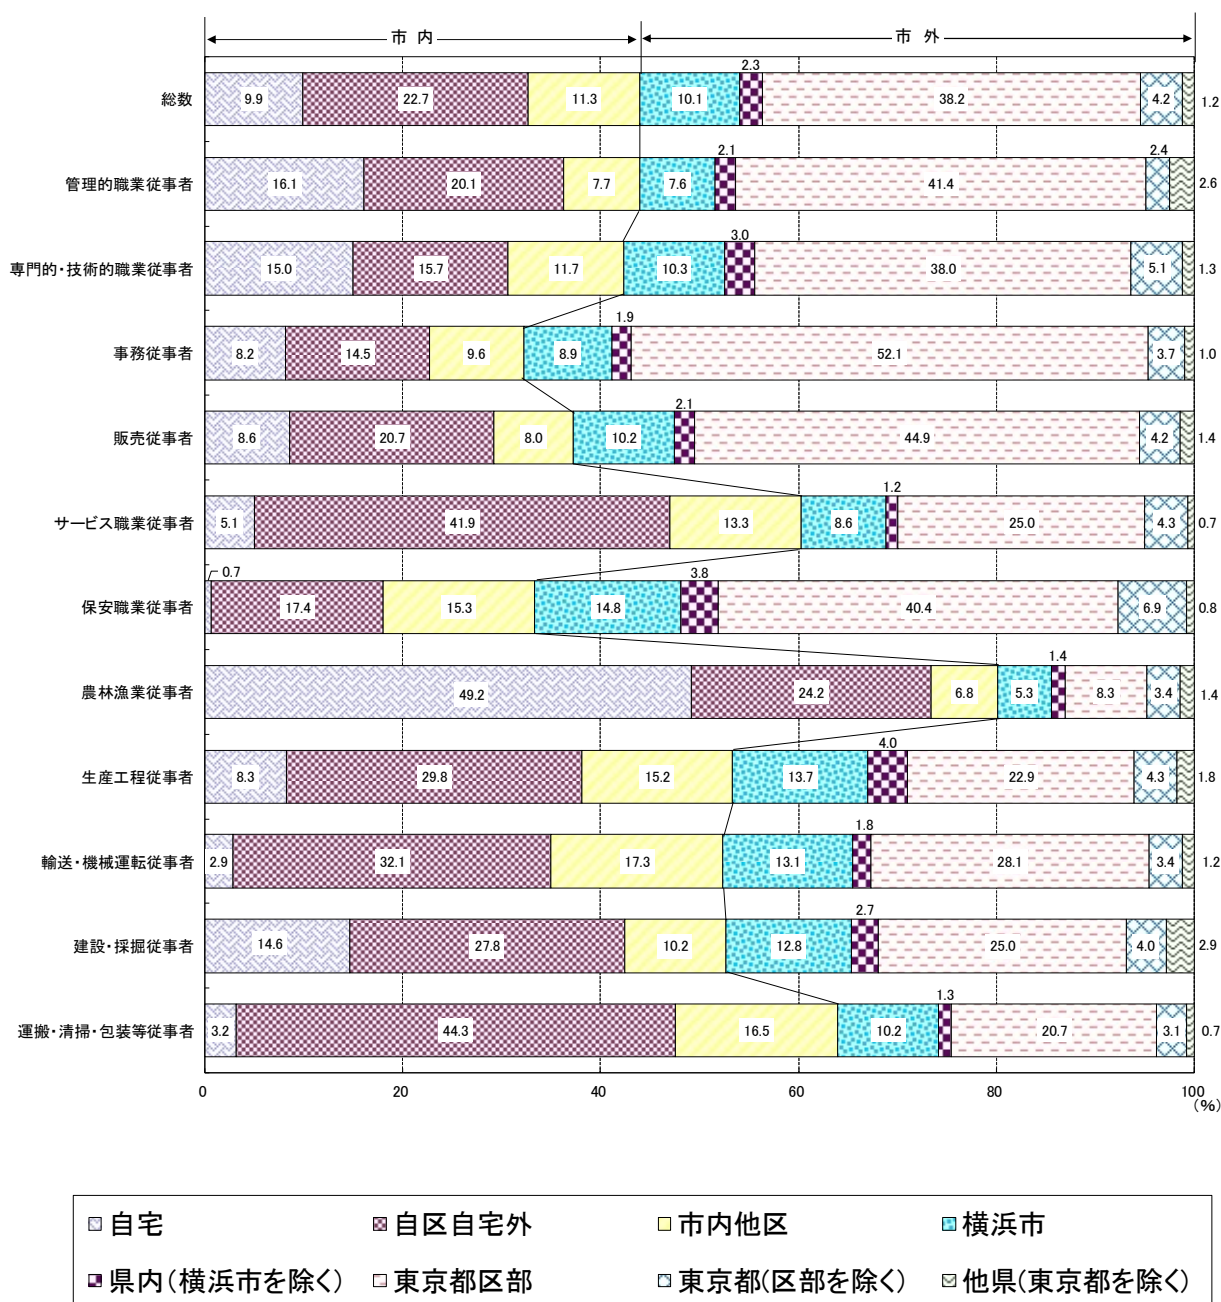 市 内
市 外
総数 9.9 22.7 11.3 10.1 2.3 38.2 4.2 1.2
管理的職業従事者 16.1 20.1 7.7 7.6 2.1 41.4 2.4 2.6
専門的・技術的職業従事者 15.0 15.7 11.7 10.3 3.0 38.0 5.1 1.3
事務従事者 8.2 14.5 9.6 8.9 1.9 52.1 3.7 1.0
販売従事者 8.6 20.7 8.0 10.2 2.1 44.9 4.2 1.4
サービス職業従事者 5.1 41.9 13.3 8.6 1.2 25.0 4.3 0.7
保安職業従事者 0.7 17.4 15.3 14.8 3.8 40.4 6.9 0.8
農林漁業従事者 49.2 24.2 6.8 5.3 1.4 8.3 3.4 1.4
生産工程従事者 8.3 29.8 15.2 13.7 4.0 22.9 4.3 1.8
輸送・機械運転従事者 2.9 32.1 17.3 13.1 1.8 28.1 3.4 1.2
建設・採掘従事者 14.6 27.8 10.2 12.8 2.7 25.0 4.0 2.9
運搬・清掃・包装等従事者 3.2 44.3 16.5 10.2 1.3 20.7 3.1 0.7
0 20 40 60 80 100
(%)
自宅 自区自宅外 市内他区 横浜市
県内(横浜市を除く) 東京都区部 東京都(区部を除く) 他県(東京都を除く)